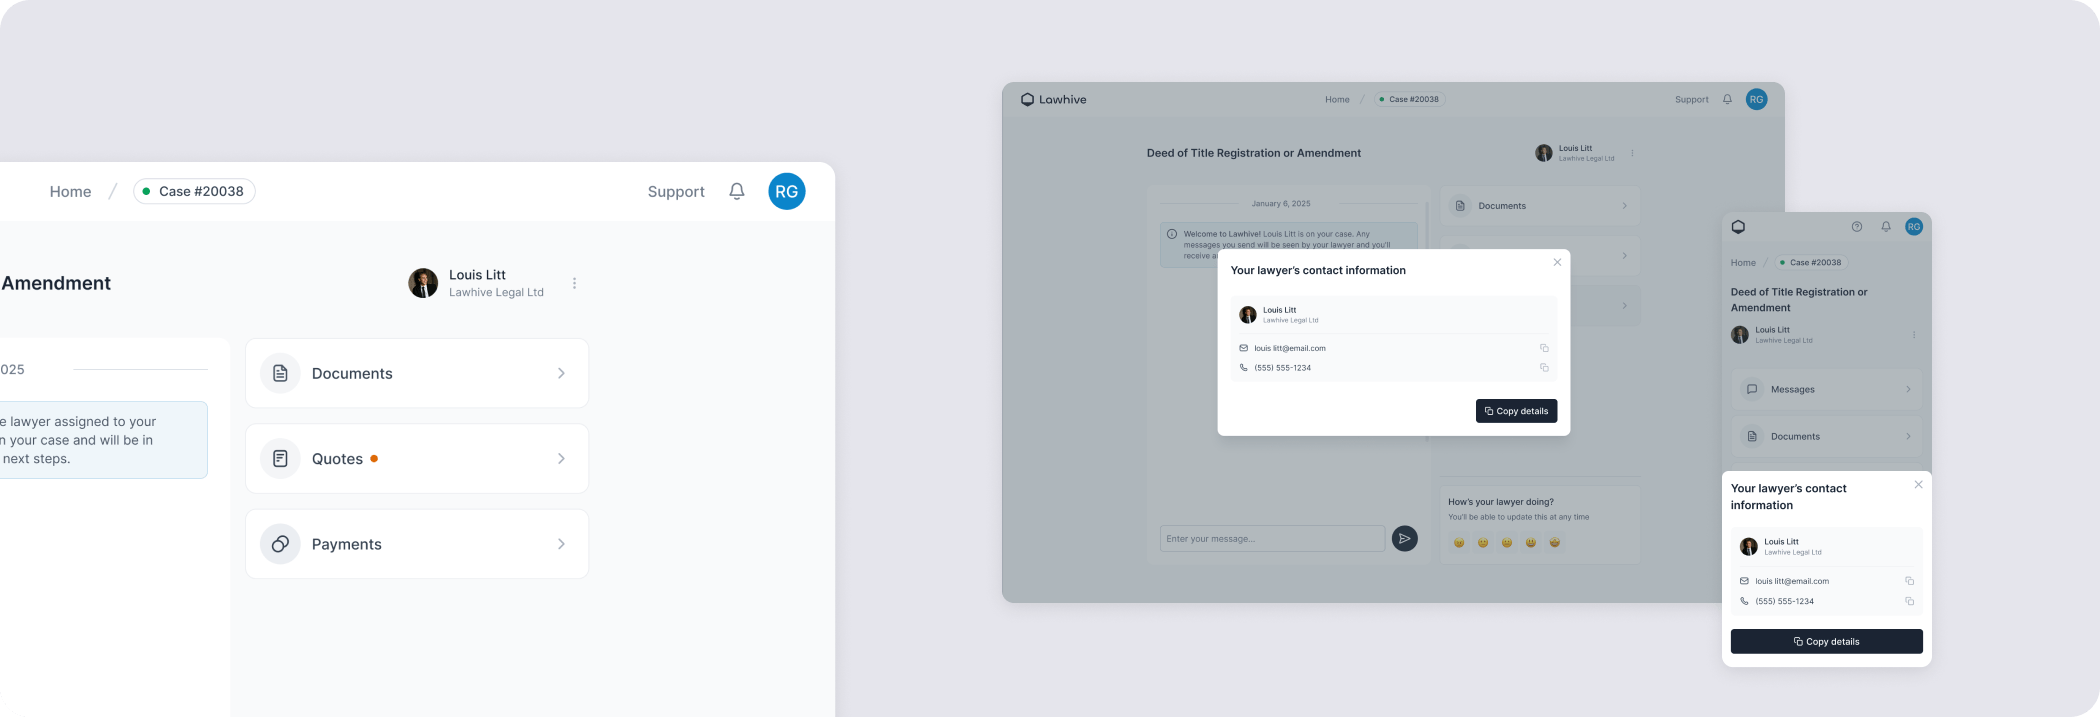 Home / Case #20038
Support
RG
Amendment
Louis Litt
Lawhive Legal Ltd
025
e lawyer assigned to your
n your case and will be in
next steps.
Documents
Quotes
Payments
Lawhive
Home / Case #20038
Support
RG
Deed of Title Registration or Amendment
Louis Litt
Lawhive Legal Ltd
January 6, 2025
Welcome to Lawhive! Louis Litt is on your case. Any
messages you send will be seen by your lawyer and you'll
receive a
Documents
Your lawyer's contact information
Louis Litt
Lawhive Legal Ltd
louis litt@email.com
(555) 555-1234
Copy details
How's your lawyer doing?
You'll be able to update this at any time
Enter your message...
RG
Home / Case #20038
Deed of Title Registration or
Amendment
Louis Litt
Lawhive Legal Ltd
Messages
Documents
Your lawyer's contact
information
Louis Litt
Lawhive Legal Ltd
louis litt@email.com
(555) 555-1234
Copy details